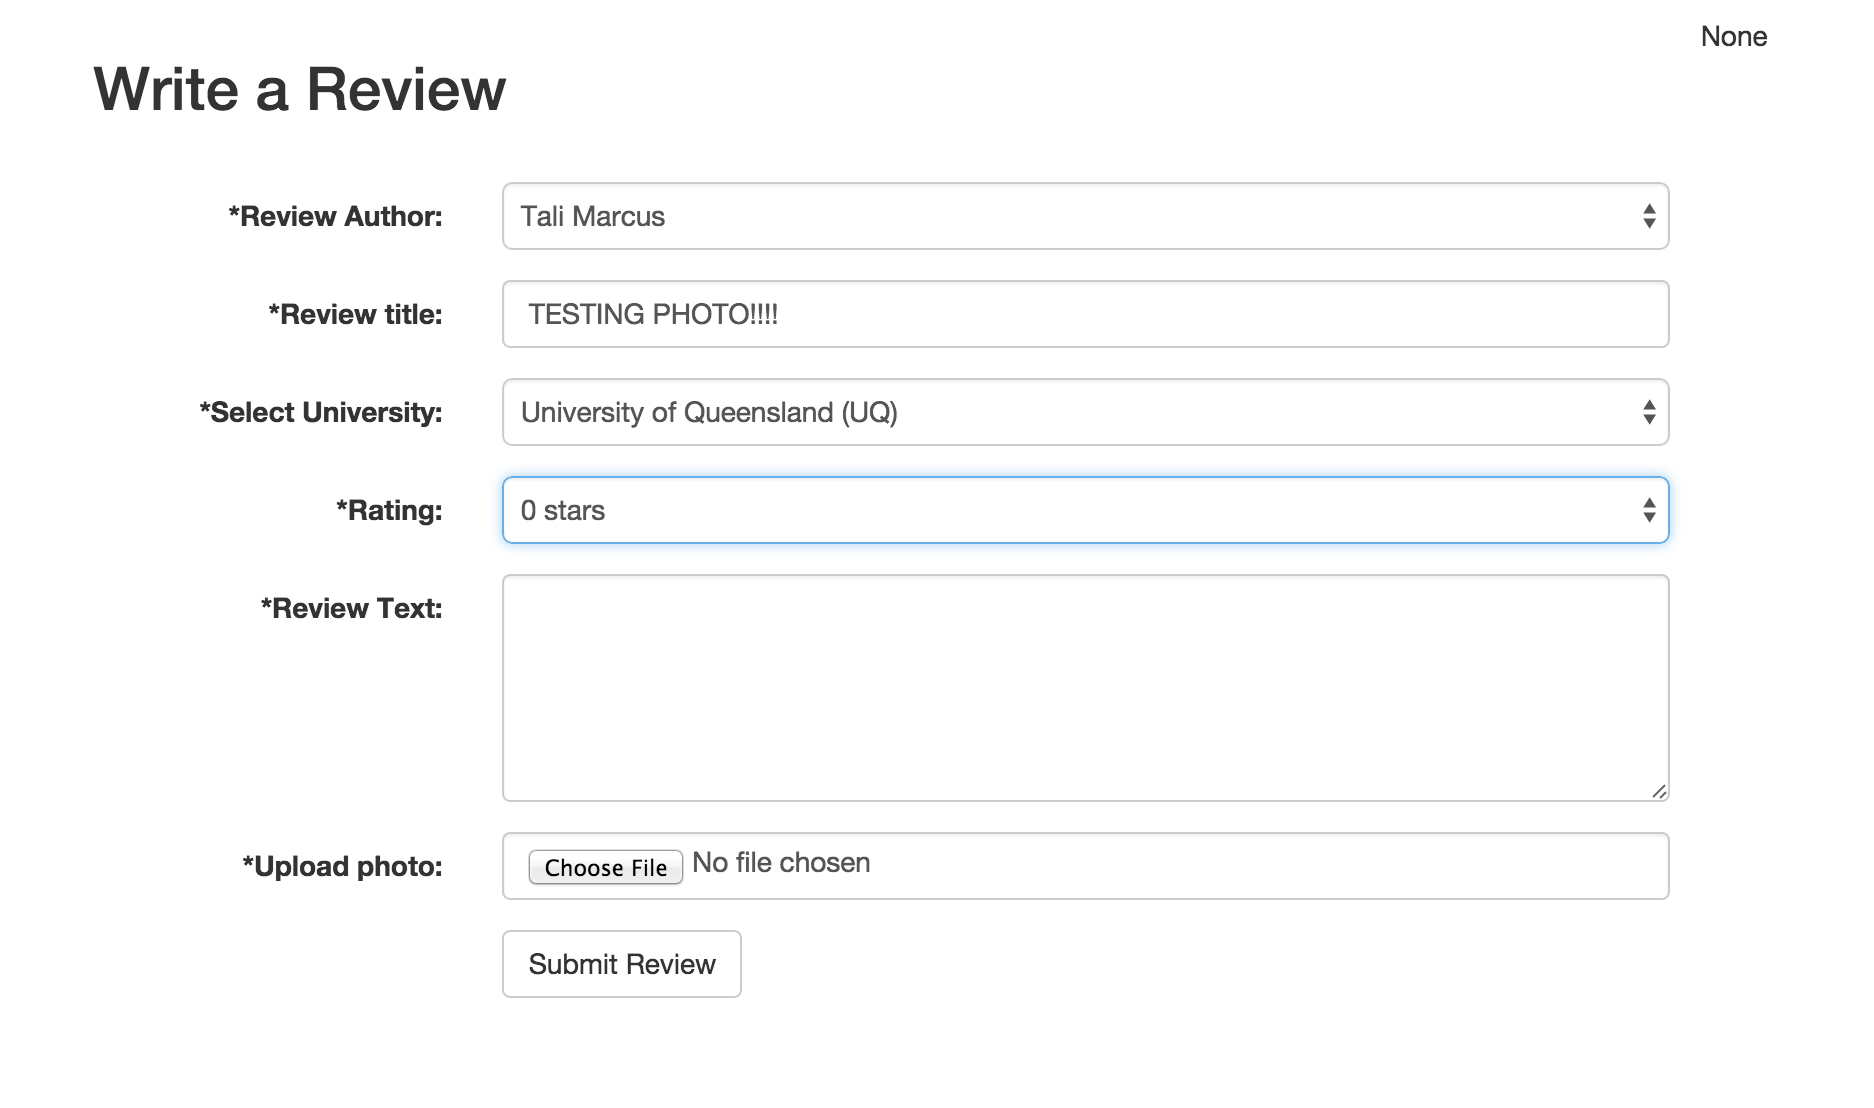 None
Write a Review
*Review Author: Tali Marcus
*Review title: TESTING PHOTO!!!!
*Select University: University of Queensland (UQ)
*Rating: 0 stars
*Review Text:
*Upload photo: Choose File No file chosen
Submit Review